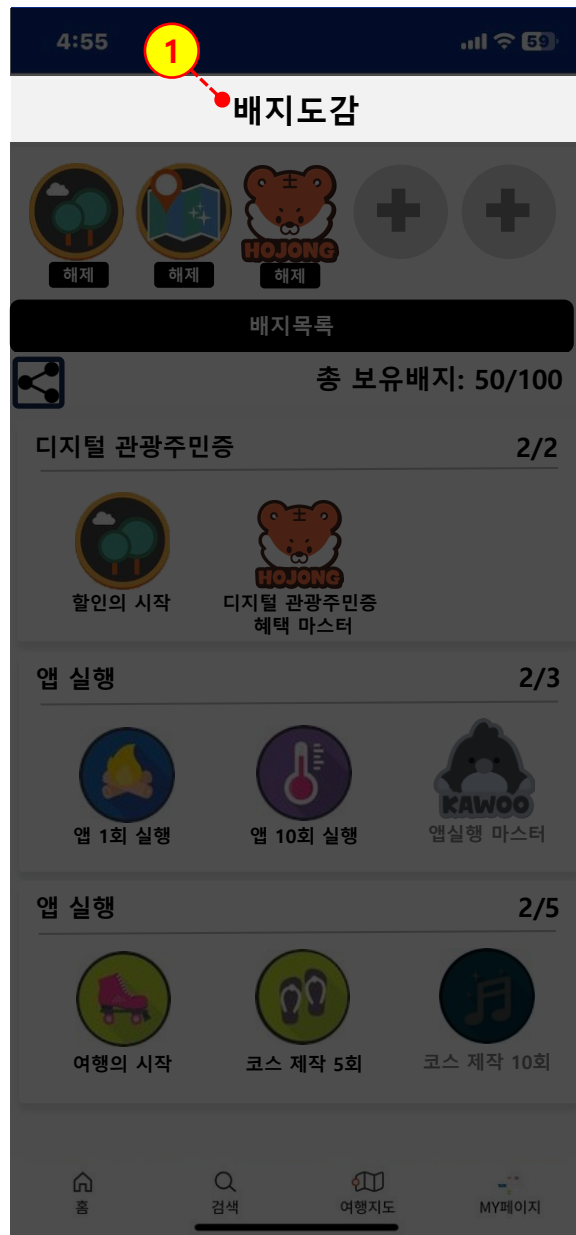 4:55
59
1
배지도감
HOJONG
해제
해제
해제
배지목록
총 보유배지: 50/100
디지털 관광주민증 2/2
HOJONG
할인의 시작
디지털 관광주민증
혜택 마스터
앱 실행 2/3
KAWOO
앱 1회 실행
앱 10회 실행
앱실행 마스터
앱 실행 2/5
여행의 시작
코스 제작 5회
코스 제작 10회
홈
검색
여행지도
MY페이지